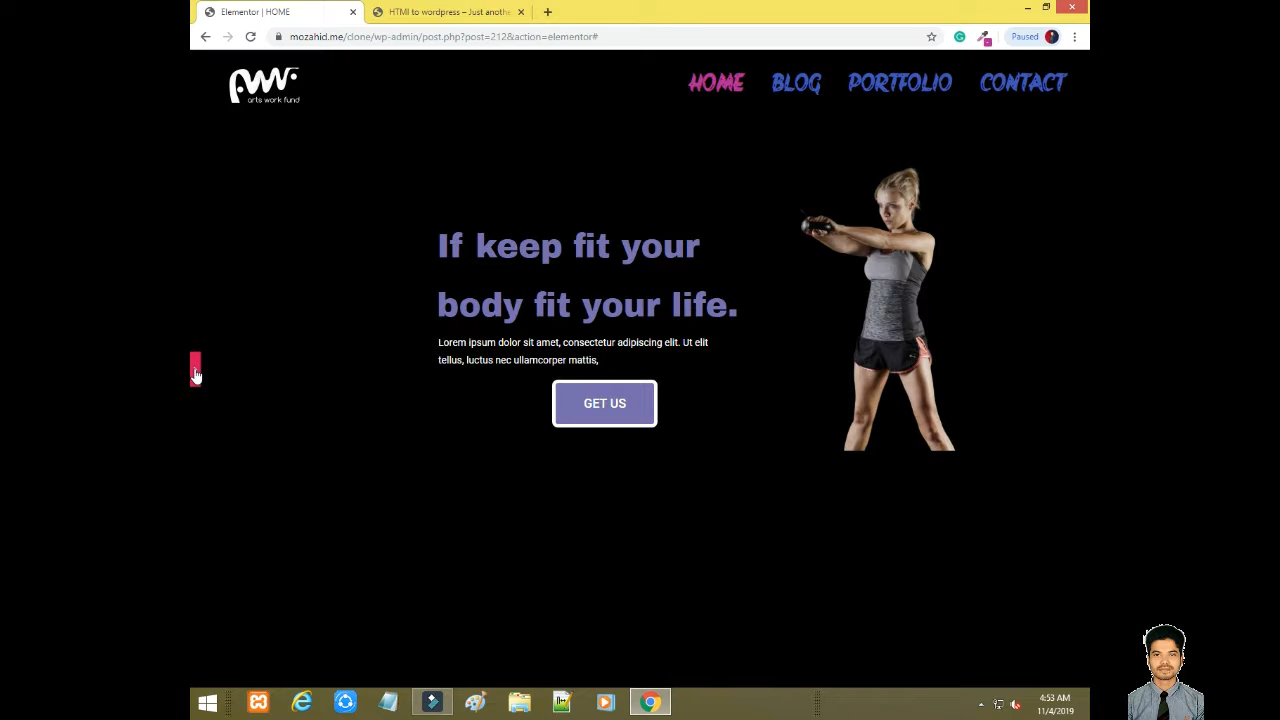 Elementor | HOME
HTMl to wordpress – Just anothe
mozahid.me/clone/wp-admin/post.php?post=212&action=elementor#
Paused
arts work fund
HOME BLOG PORTFOLIO CONTACT
If keep fit your
body fit your life.
Lorem ipsum dolor sit amet, consectetur adipiscing elit. Ut elit
tellus, luctus nec ullamcorper mattis,
GET US
4:53 AM
11/4/2019